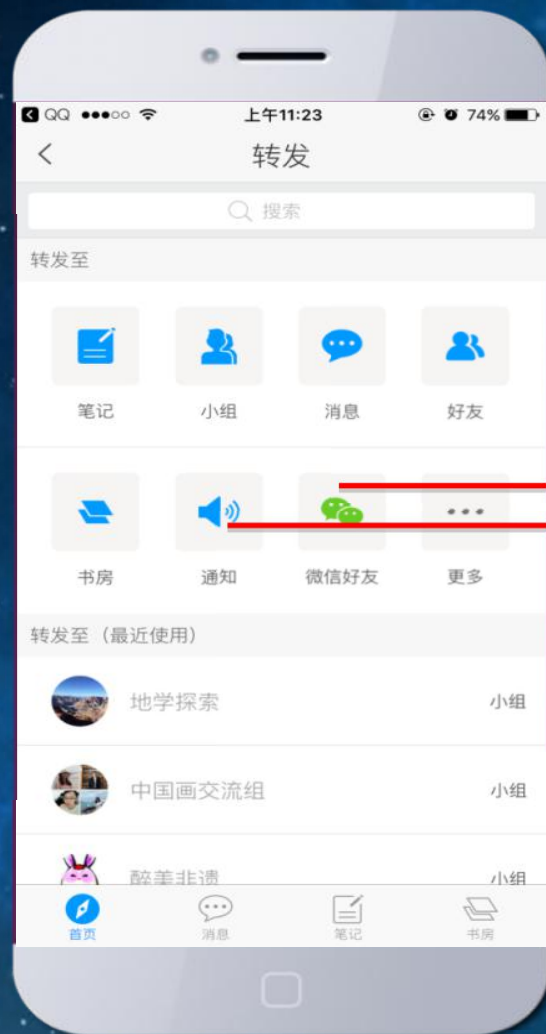 QQ 上午11:23 74%
转发
搜索
转发至
笔记 小组 消息 好友
书房 通知 微信好友 更多
转发至（最近使用）
地学探索 小组
中国画交流组 小组
醉美非遗 小组
首页 消息 笔记 书房